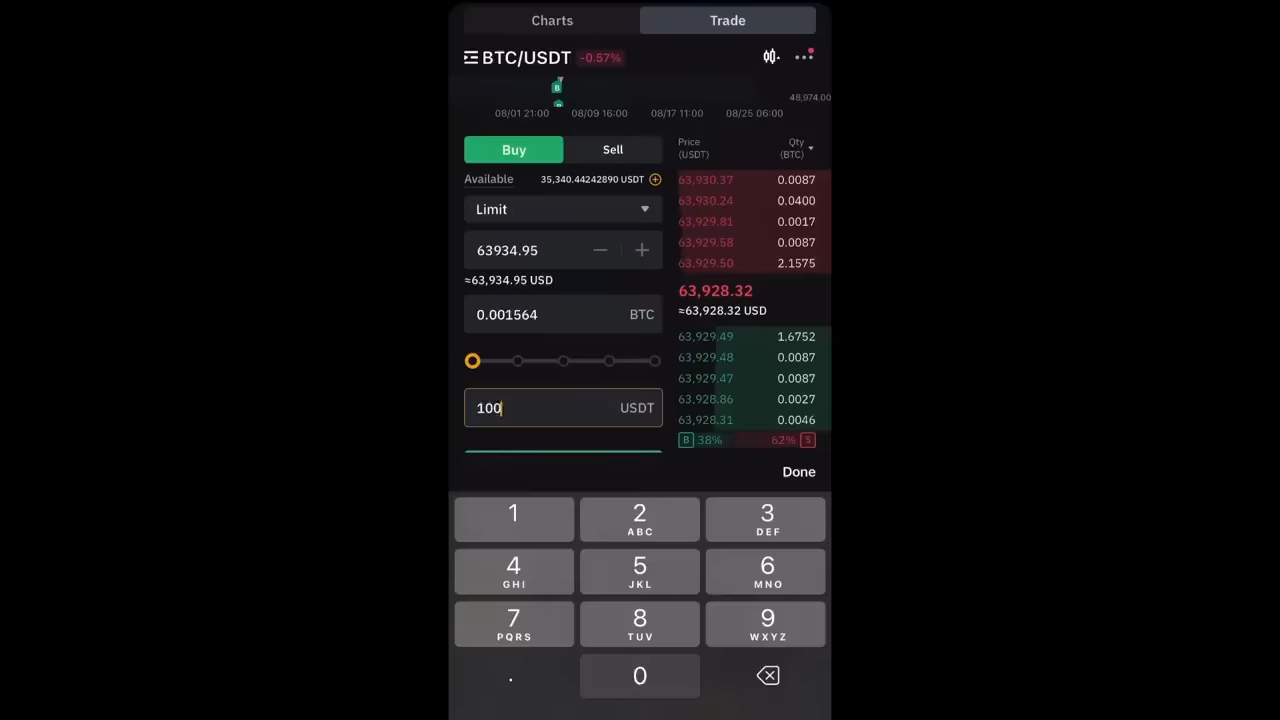 Charts
Trade
BTC/USDT -0.57%
B
48,974.00
08/01 21:00 08/09 16:00 08/17 11:00 08/25 06:00
Buy
Sell
Available 35,340.44242890 USDT
Limit
63934.95
≈63,934.95 USD
0.001564 BTC
100 USDT
Price Qty
(USDT) (BTC)
63,930.37 0.0087
63,930.24 0.0400
63,929.81 0.0017
63,929.58 0.0087
63,929.50 2.1575
63,928.32
≈63,928.32 USD
63,929.49 1.6752
63,929.48 0.0087
63,929.47 0.0087
63,928.86 0.0027
63,928.31 0.0046
B 38% 62% S
Done
1
2
ABC
3
DEF
4
GHI
5
JKL
6
MNO
7
PQRS
8
TUV
9
WXYZ
.
0